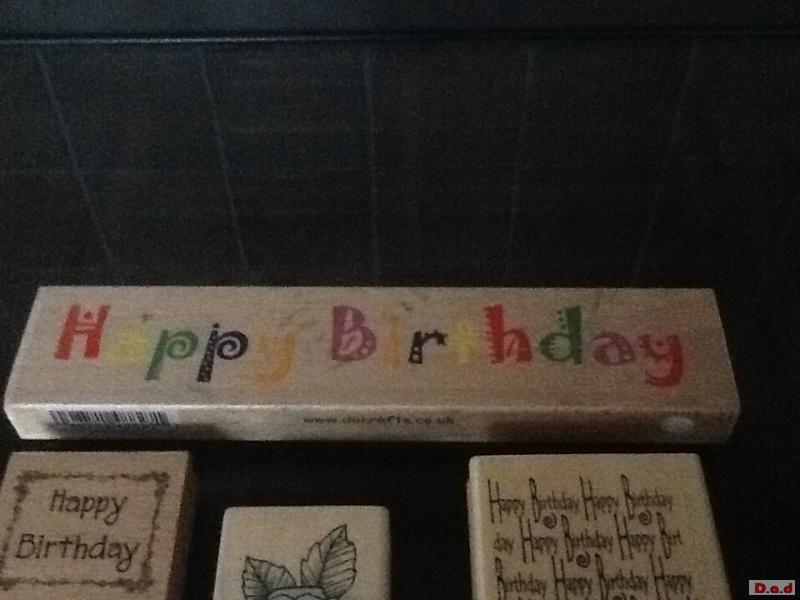 Happy Birthday
www.docrafts.co.uk
Happy
Birthday
Happy Birthday Happy Birthday
day Happy Birthday Happy Birt
Birthday Happy Birthday Happy
D.a.d